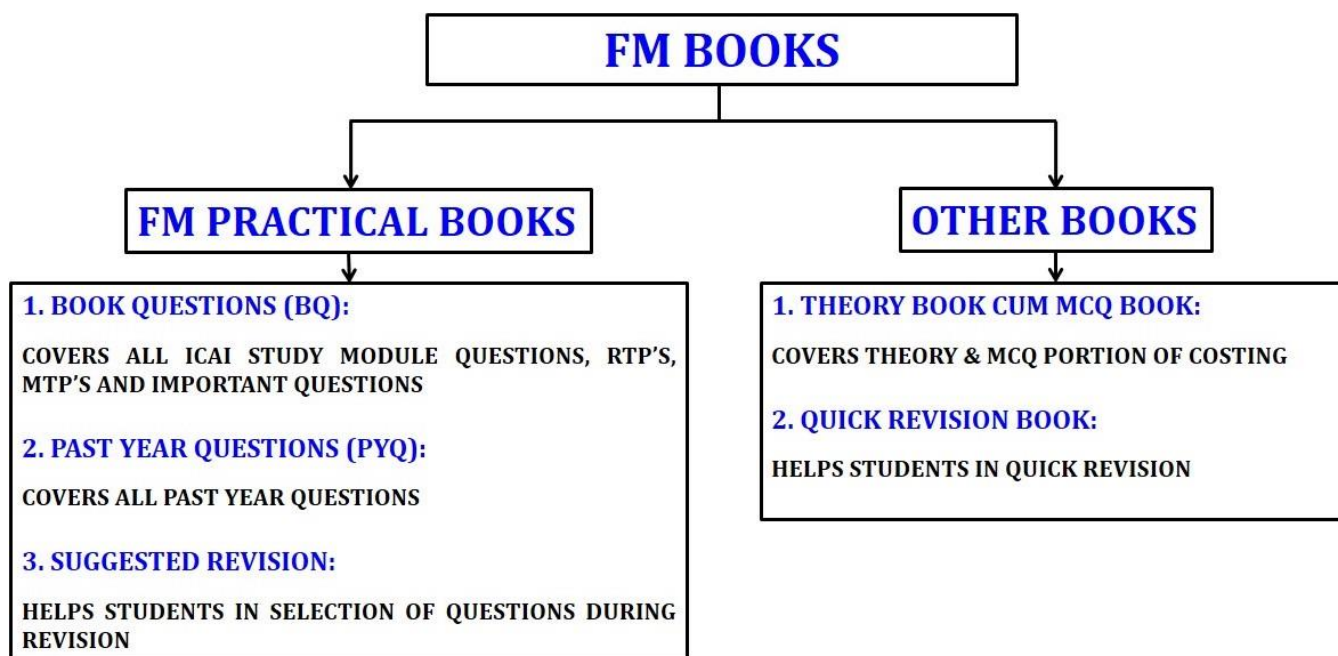 FM BOOKS
FM PRACTICAL BOOKS
1. BOOK QUESTIONS (BQ):
COVERS ALL ICAI STUDY MODULE QUESTIONS, RTP'S,
MTP'S AND IMPORTANT QUESTIONS
2. PAST YEAR QUESTIONS (PYQ):
COVERS ALL PAST YEAR QUESTIONS
3. SUGGESTED REVISION:
HELPS STUDENTS IN SELECTION OF QUESTIONS DURING
REVISION
OTHER BOOKS
1. THEORY BOOK CUM MCQ BOOK:
COVERS THEORY & MCQ PORTION OF COSTING
2. QUICK REVISION BOOK:
HELPS STUDENTS IN QUICK REVISION